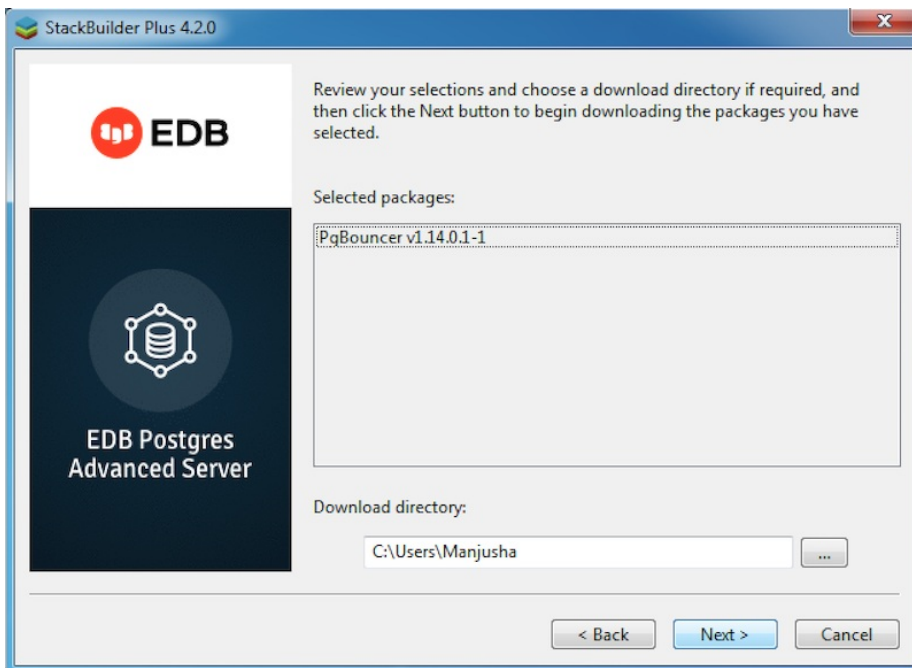 StackBuilder Plus 4.2.0
EDB
EDB Postgres
Advanced Server
Review your selections and choose a download directory if required, and
then click the Next button to begin downloading the packages you have
selected.
Selected packages:
PgBouncer v1.14.0.1-1
Download directory:
C:\Users\Manjusha
...
< Back
Next >
Cancel